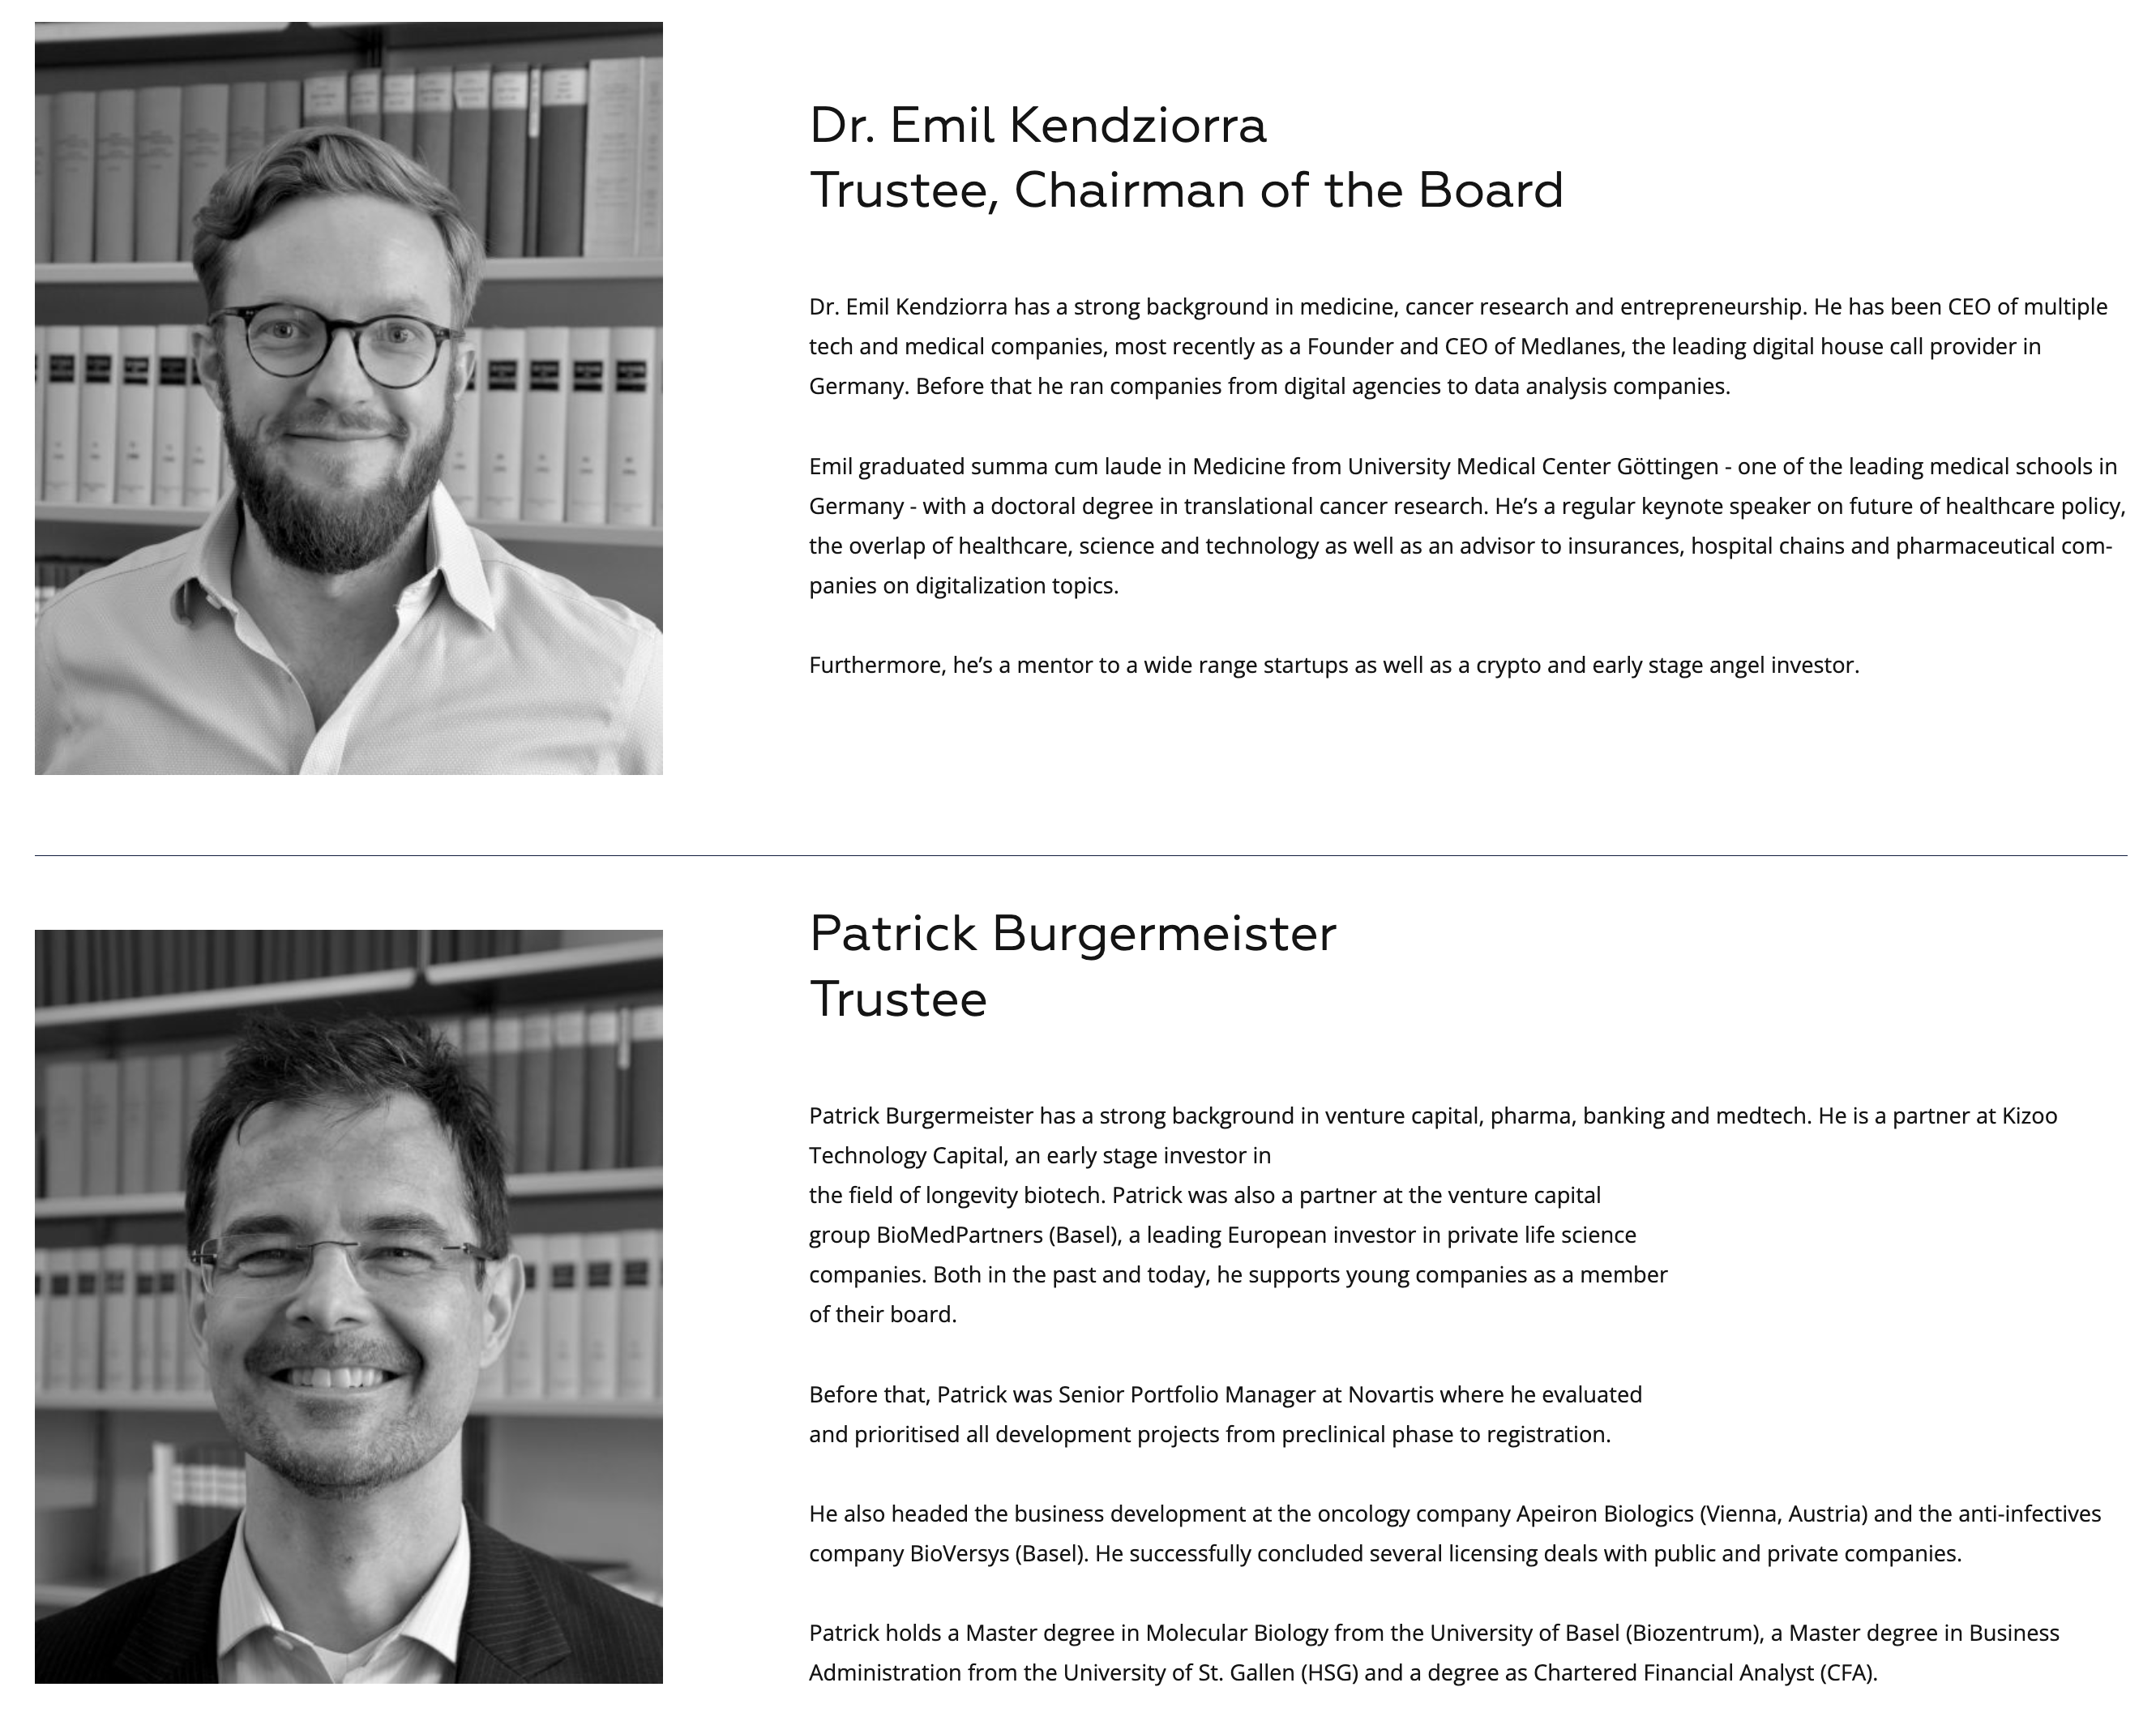 Dr. Emil Kendziorra
Trustee, Chairman of the Board
Dr. Emil Kendziorra has a strong background in medicine, cancer research and entrepreneurship. He has been CEO of multiple
tech and medical companies, most recently as a Founder and CEO of Medlanes, the leading digital house call provider in
Germany. Before that he ran companies from digital agencies to data analysis companies.
Emil graduated summa cum laude in Medicine from University Medical Center Göttingen - one of the leading medical schools in
Germany - with a doctoral degree in translational cancer research. He’s a regular keynote speaker on future of healthcare policy,
the overlap of healthcare, science and technology as well as an advisor to insurances, hospital chains and pharmaceutical com-
panies on digitalization topics.
Furthermore, he’s a mentor to a wide range startups as well as a crypto and early stage angel investor.
Patrick Burgermeister
Trustee
Patrick Burgermeister has a strong background in venture capital, pharma, banking and medtech. He is a partner at Kizoo
Technology Capital, an early stage investor in
the field of longevity biotech. Patrick was also a partner at the venture capital
group BioMedPartners (Basel), a leading European investor in private life science
companies. Both in the past and today, he supports young companies as a member
of their board.
Before that, Patrick was Senior Portfolio Manager at Novartis where he evaluated
and prioritised all development projects from preclinical phase to registration.
He also headed the business development at the oncology company Apeiron Biologics (Vienna, Austria) and the anti-infectives
company BioVersys (Basel). He successfully concluded several licensing deals with public and private companies.
Patrick holds a Master degree in Molecular Biology from the University of Basel (Biozentrum), a Master degree in Business
Administration from the University of St. Gallen (HSG) and a degree as Chartered Financial Analyst (CFA).